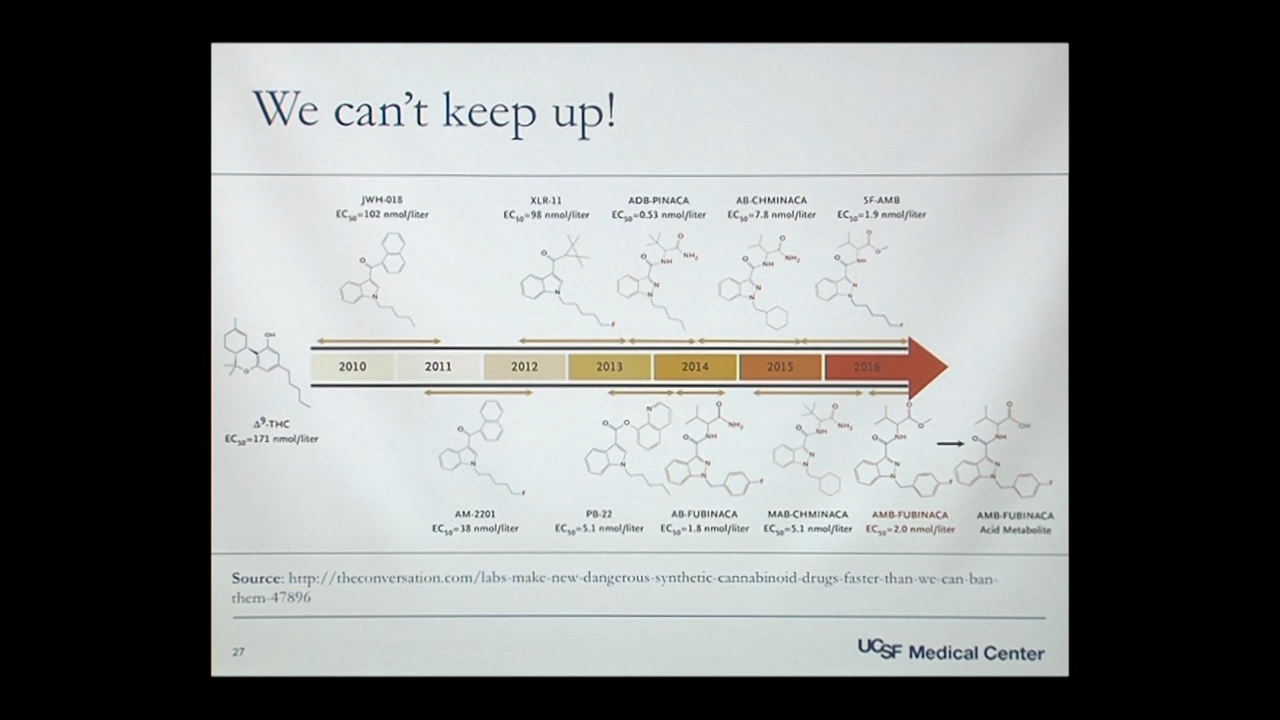 We can't keep up!
JWH-018
EC50=102 nmol/liter
XLR-11
EC50=98 nmol/liter
ADB-PINACA
EC50=0.53 nmol/liter
AB-CHMINACA
EC50=7.8 nmol/liter
5F-AMB
EC50=1.9 nmol/liter
2010 2011 2012 2013 2014 2015 2016
Δ9-THC
EC50=171 nmol/liter
AM-2201
EC50=38 nmol/liter
PB-22
EC50=5.1 nmol/liter
AB-FUBINACA
EC50=1.8 nmol/liter
MAB-CHMINACA
EC50=5.1 nmol/liter
AMB-FUBINACA
EC50=2.0 nmol/liter
AMB-FUBINACA
Acid Metabolite
Source: http://theconversation.com/labs-make-new-dangerous-synthetic-cannabinoid-drugs-faster-than-we-can-ban-
them-47896
27
UCSF Medical Center